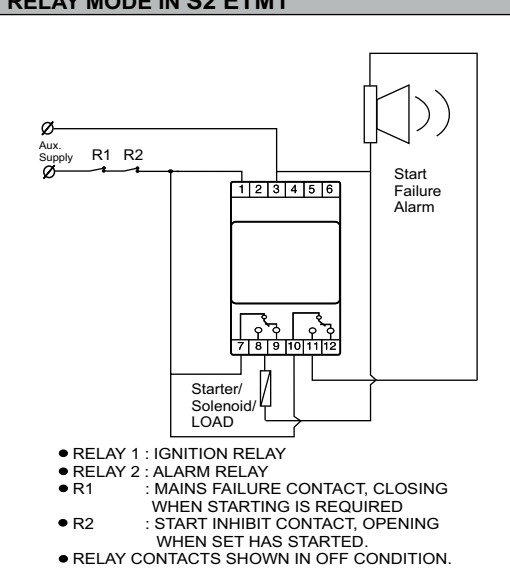 RELAY MODE IN S2 ETMT
Aux.
Supply
R1 R2
Start
Failure
Alarm
1 2 3 4 5 6
7 8 9 10 11 12
Starter/
Solenoid/
LOAD
● RELAY 1 : IGNITION RELAY
● RELAY 2 : ALARM RELAY
● R1 : MAINS FAILURE CONTACT, CLOSING
WHEN STARTING IS REQUIRED
● R2 : START INHIBIT CONTACT, OPENING
WHEN SET HAS STARTED.
● RELAY CONTACTS SHOWN IN OFF CONDITION.